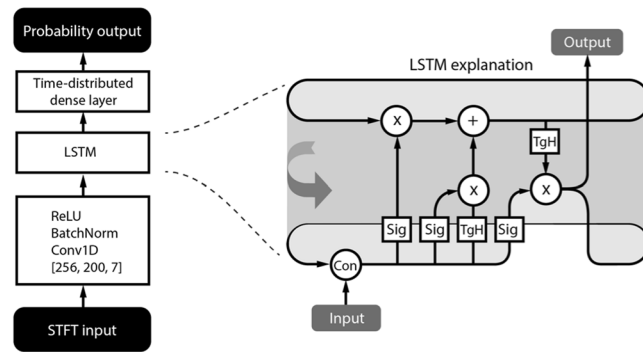 Probability output
Time-distributed
dense layer
LSTM
ReLU
BatchNorm
Conv1D
[256, 200, 7]
STFT input
LSTM explanation
Output
x
+
TgH
x
x
Sig
Sig
TgH
Sig
Con
Input